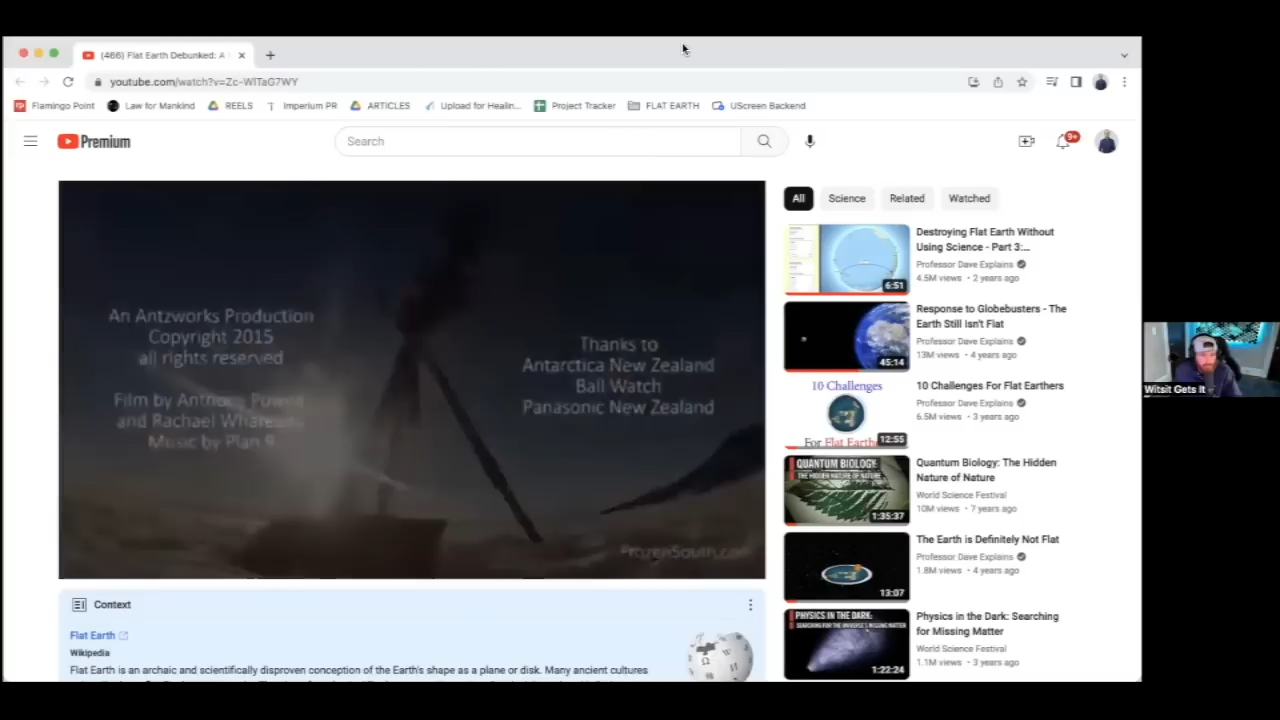 (466) Flat Earth Debunked: A
youtube.com/watch?v=Zc-WlTaG7WY
Flamingo Point
Law for Mankind
REELS
Imperium PR
ARTICLES
Upload for Healin...
Project Tracker
FLAT EARTH
UScreen Backend
Premium
Search
9+
An Antzworks Production
Copyright 2015
all rights reserved
Film by Anthony Powell
and Rachael
Music by Plan 9
Thanks to
Antarctica New Zealand
Ball Watch
Panasonic New Zealand
FrozenSouth.com
All
Science
Related
Watched
Destroying Flat Earth Without
Using Science - Part 3:...
Professor Dave Explains
4.5M views • 2 years ago
6:51
Response to Globebusters - The
Earth Still Isn't Flat
Professor Dave Explains
13M views • 4 years ago
45:14
10 Challenges
For Flat Earth
12:55
10 Challenges For Flat Earthers
Professor Dave Explains
6.5M views • 3 years ago
QUANTUM BIOLOGY:
THE HIDDEN NATURE OF NATURE
1:35:37
Quantum Biology: The Hidden
Nature of Nature
World Science Festival
10M views • 7 years ago
13:07
The Earth is Definitely Not Flat
Professor Dave Explains
1.8M views • 4 years ago
PHYSICS IN THE DARK:
SEARCHING FOR THE UNIVERSE'S MISSING MATTER
1:22:24
Physics in the Dark: Searching
for Missing Matter
World Science Festival
1.1M views • 3 years ago
Context
Flat Earth
Wikipedia
Flat Earth is an archaic and scientifically disproven conception of the Earth's shape as a plane or disk. Many ancient cultures
Witsit Gets It